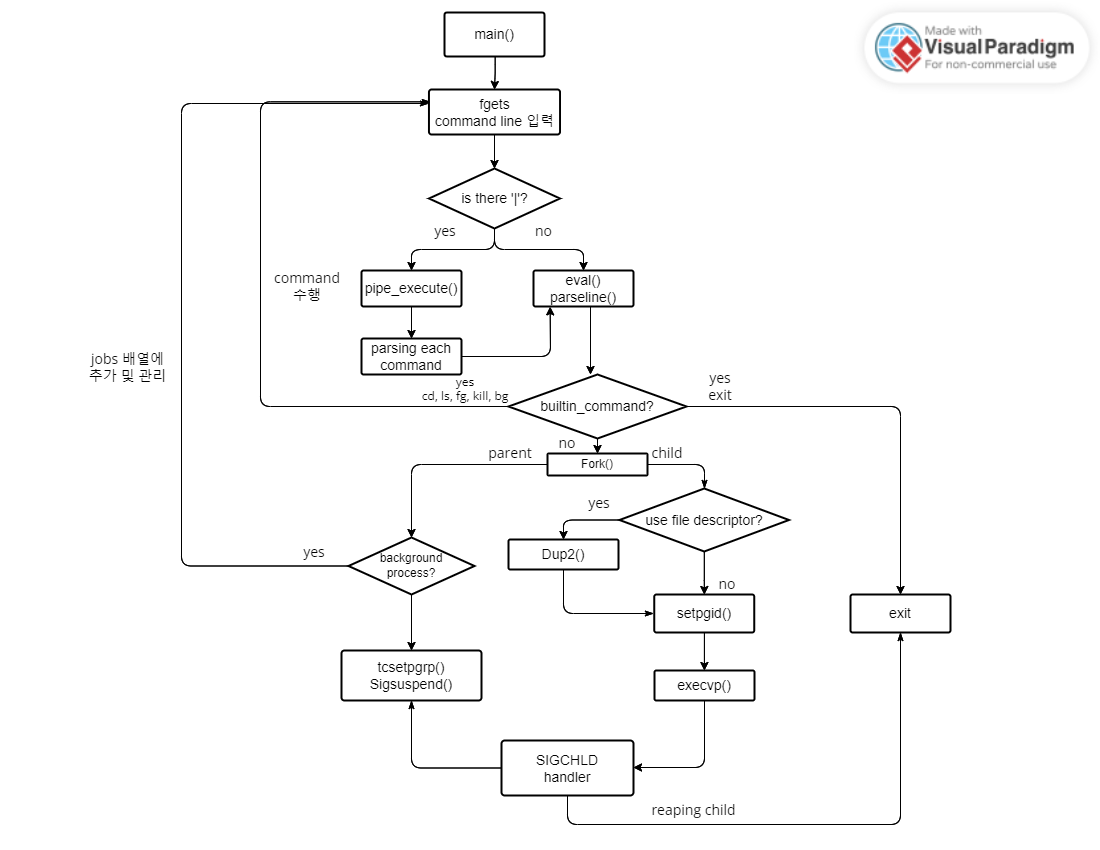 main()
Made with
Visual Paradigm
For non-commercial use
fgets
command line 입력
is there '|'?
yes
no
command
수행
pipe_execute()
eval()
parseline()
parsing each
command
jobs 배열에
추가 및 관리
yes
cd, ls, fg, kill, bg
builtin_command?
yes
exit
no
parent
Fork()
child
yes
use file descriptor?
yes
background
process?
Dup2()
no
setpgid()
exit
tcsetpgrp()
Sigsuspend()
execvp()
SIGCHLD
handler
reaping child